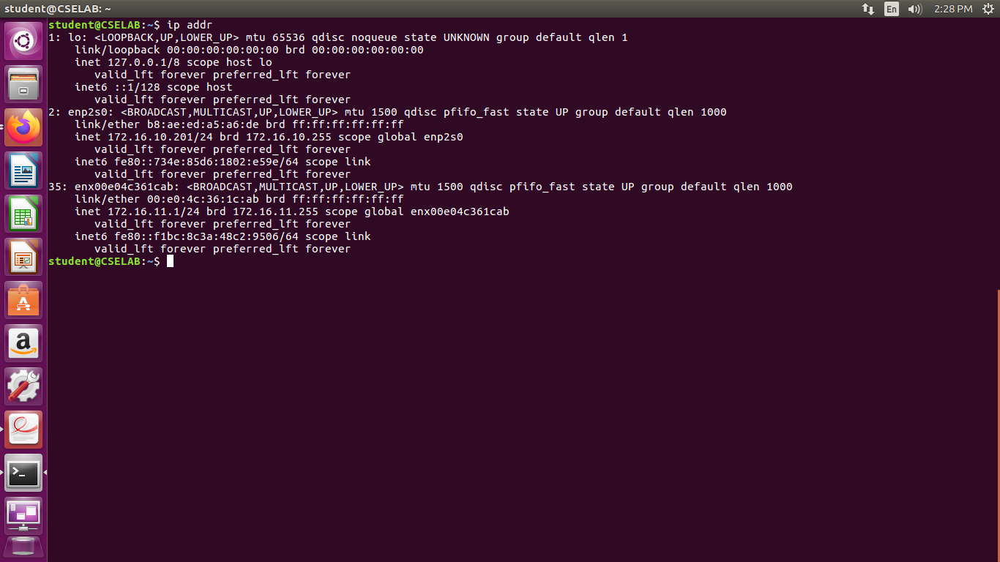 student@CSELAB: ~
En
2:28 PM
student@CSELAB:~$ ip addr
1: lo: <LOOPBACK,UP,LOWER_UP> mtu 65536 qdisc noqueue state UNKNOWN group default qlen 1
    link/loopback 00:00:00:00:00:00 brd 00:00:00:00:00:00
    inet 127.0.0.1/8 scope host lo
       valid_lft forever preferred_lft forever
    inet6 ::1/128 scope host
       valid_lft forever preferred_lft forever
2: enp2s0: <BROADCAST,MULTICAST,UP,LOWER_UP> mtu 1500 qdisc pfifo_fast state UP group default qlen 1000
    link/ether b8:ae:ed:a5:a6:de brd ff:ff:ff:ff:ff:ff
    inet 172.16.10.201/24 brd 172.16.10.255 scope global enp2s0
       valid_lft forever preferred_lft forever
    inet6 fe80::734e:85d6:1802:e59e/64 scope link
       valid_lft forever preferred_lft forever
35: enx00e04c361cab: <BROADCAST,MULTICAST,UP,LOWER_UP> mtu 1500 qdisc pfifo_fast state UP group default qlen 1000
    link/ether 00:e0:4c:36:1c:ab brd ff:ff:ff:ff:ff:ff
    inet 172.16.11.1/24 brd 172.16.11.255 scope global enx00e04c361cab
       valid_lft forever preferred_lft forever
    inet6 fe80::f1bc:8c3a:48c2:9506/64 scope link
       valid_lft forever preferred_lft forever
student@CSELAB:~$